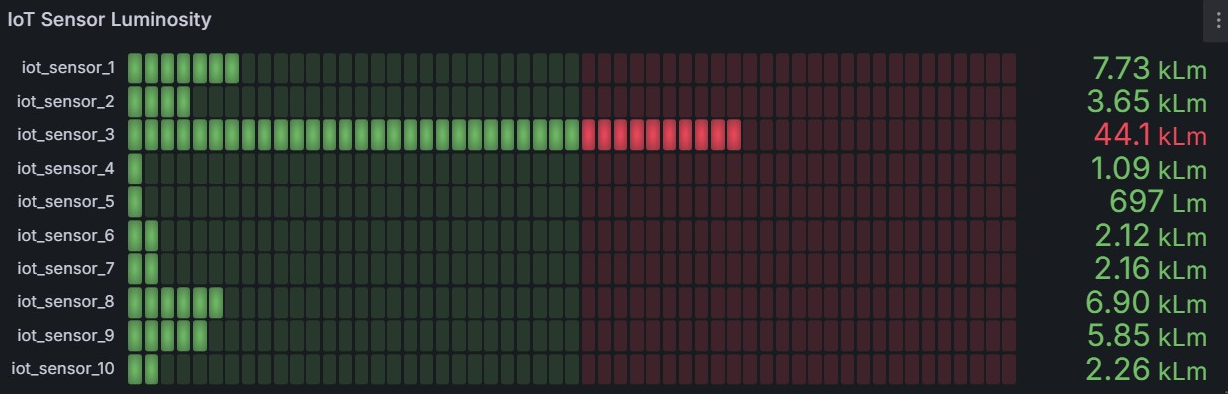 IoT Sensor Luminosity
iot_sensor_1 7.73 kLm
iot_sensor_2 3.65 kLm
iot_sensor_3 44.1 kLm
iot_sensor_4 1.09 kLm
iot_sensor_5 697 Lm
iot_sensor_6 2.12 kLm
iot_sensor_7 2.16 kLm
iot_sensor_8 6.90 kLm
iot_sensor_9 5.85 kLm
iot_sensor_10 2.26 kLm